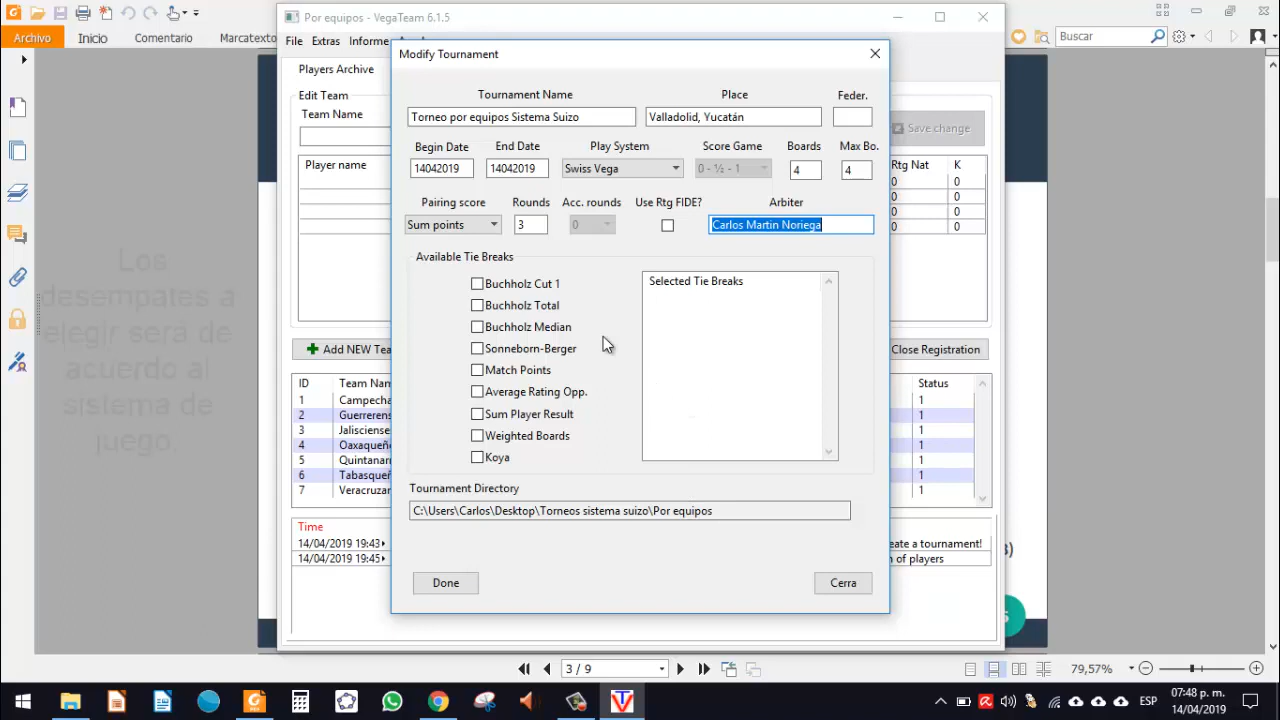 Por equipos - VegaTeam 6.1.5
Archivo
Inicio
Comentario
Marcatexto
Buscar
File
Extras
Informe
Players Archive
Edit Team
Team Name
Save change
Player name
Rtg Nat
K
0
0
0
0
0
0
0
0
Add NEW Tea
Close Registration
ID
Team Nam
Status
1
Campecha
1
2
Guerreren
1
3
Jalisciense
1
4
Oaxaqueño
1
5
Quintanar
1
6
Tabasqueñ
1
7
Veracruzar
1
Time
14/04/2019 19:43
eate a tournament!
14/04/2019 19:45
n of players
Modify Tournament
Tournament Name
Place
Feder.
Torneo por equipos Sistema Suizo
Valladolid, Yucatán
Begin Date
End Date
Play System
Score Game
Boards
Max Bo.
14042019
14042019
Swiss Vega
0 - ½ - 1
4
4
Pairing score
Rounds
Acc. rounds
Use Rtg FIDE?
Arbiter
Sum points
3
0
Carlos Martin Noriega
Available Tie Breaks
Buchholz Cut 1
Buchholz Total
Buchholz Median
Sonneborn-Berger
Match Points
Average Rating Opp.
Sum Player Result
Weighted Boards
Koya
Selected Tie Breaks
Tournament Directory
C:\Users\Carlos\Desktop\Torneos sistema suizo\Por equipos
Done
Cerra
Los
desempates a
elegir será de
acuerdo al
sistema de
juego.
3 / 9
79,57%
ESP
07:48 p. m.
14/04/2019